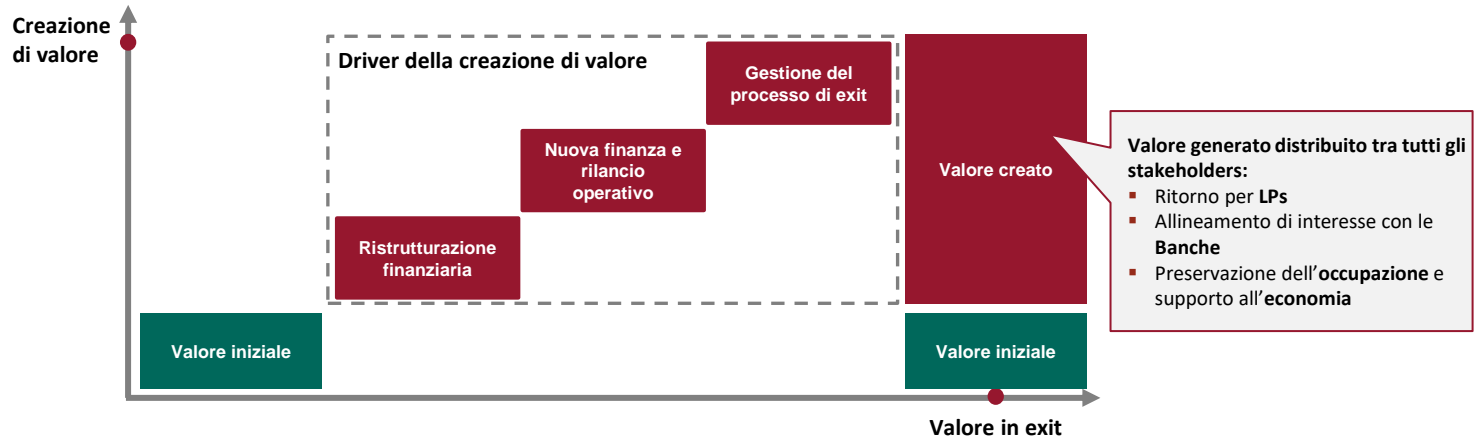 Creazione
di valore
Driver della creazione di valore
Gestione del
processo di exit
Nuova finanza e
rilancio
operativo
Ristrutturazione
finanziaria
Valore iniziale
Valore creato
Valore iniziale
Valore generato distribuito tra tutti gli
stakeholders:
▪ Ritorno per LPs
▪ Allineamento di interesse con le
Banche
▪ Preservazione dell'occupazione e
supporto all'economia
Valore in exit